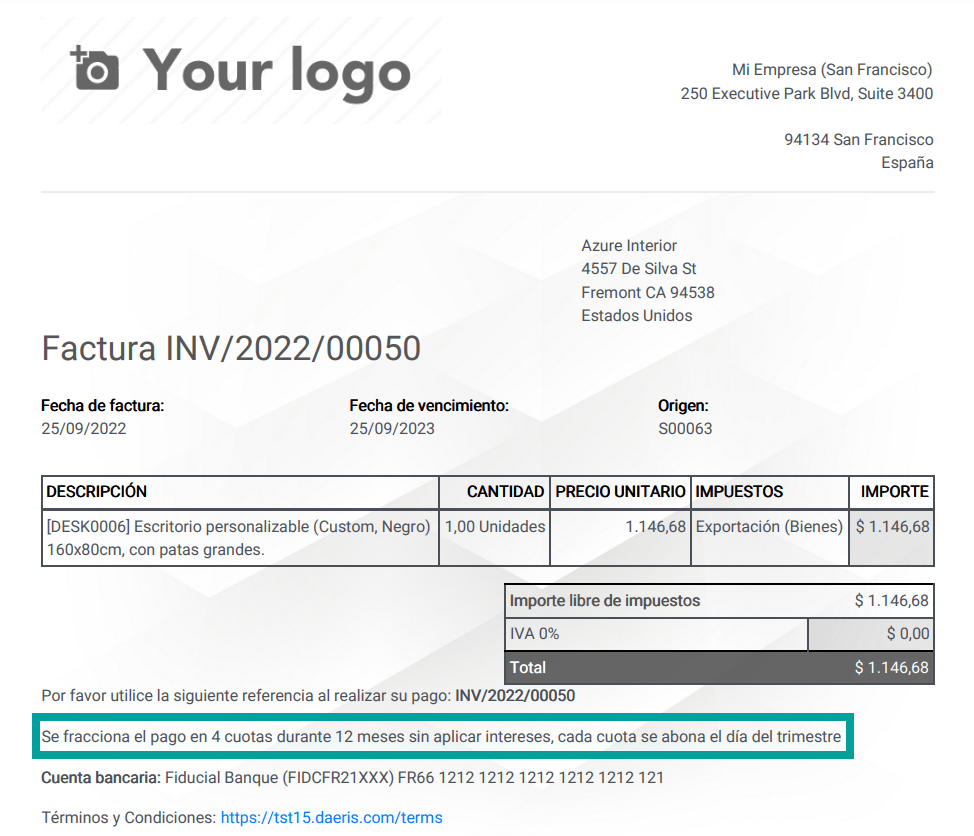 Your logo
Mi Empresa (San Francisco)
250 Executive Park Blvd, Suite 3400
94134 San Francisco
España
Azure Interior
4557 De Silva St
Fremont CA 94538
Estados Unidos
Factura INV/2022/00050
Fecha de factura: Fecha de vencimiento: Origen:
25/09/2022 25/09/2023 S00063
DESCRIPCIÓN CANTIDAD PRECIO UNITARIO IMPUESTOS IMPORTE
[DESK0006] Escritorio personalizable (Custom, Negro) 1,00 Unidades 1.146,68 Exportación (Bienes) $ 1.146,68
160x80cm, con patas grandes.
Importe libre de impuestos $ 1.146,68
IVA 0% $ 0,00
Total $ 1.146,68
Por favor utilice la siguiente referencia al realizar su pago: INV/2022/00050
Se fracciona el pago en 4 cuotas durante 12 meses sin aplicar intereses, cada cuota se abona el día del trimestre
Cuenta bancaria: Fiducial Banque (FIDCFR21XXX) FR66 1212 1212 1212 1212 1212 121
Términos y Condiciones: https://tst15.daeris.com/terms